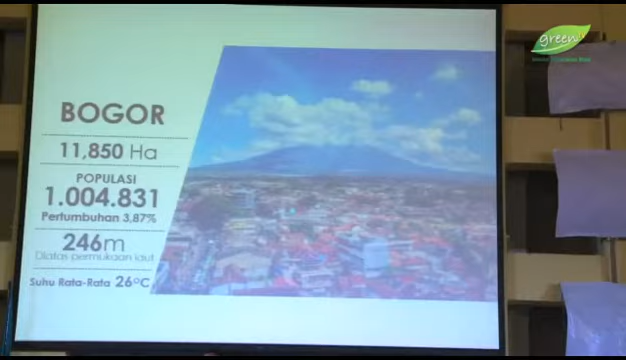 BOGOR
11,850 Ha
POPULASI
1.004.831
Pertumbuhan 3,87%
246m
Diatas permukaan laut
Suhu Rata-Rata 26°C
green